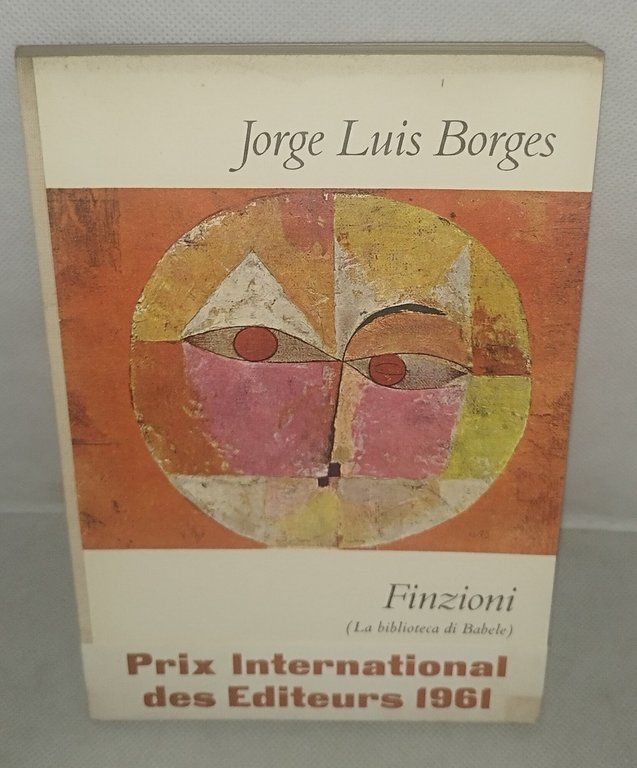 Jorge Luis Borges
Finzioni
(La biblioteca di Babele)
Prix International
des Editeurs 1961